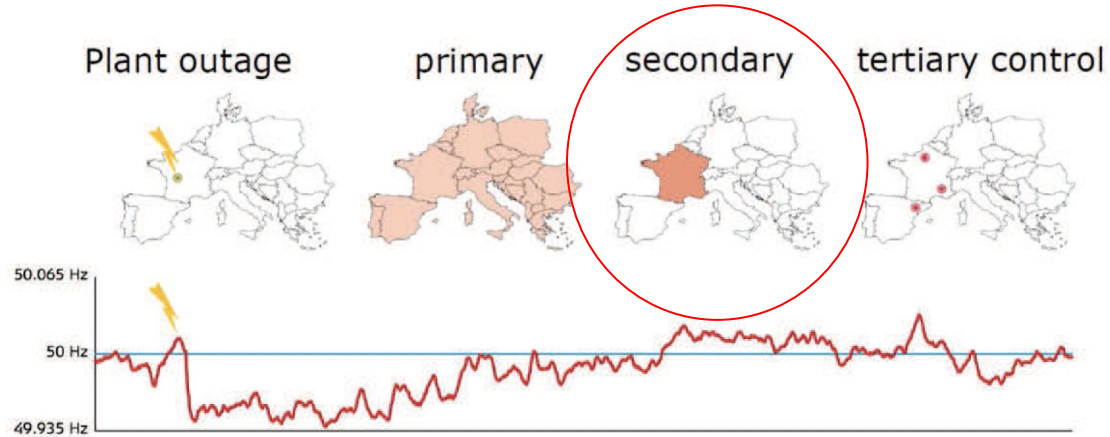 Plant outage
primary
secondary
tertiary control
50.065 Hz
50 Hz
49.935 Hz